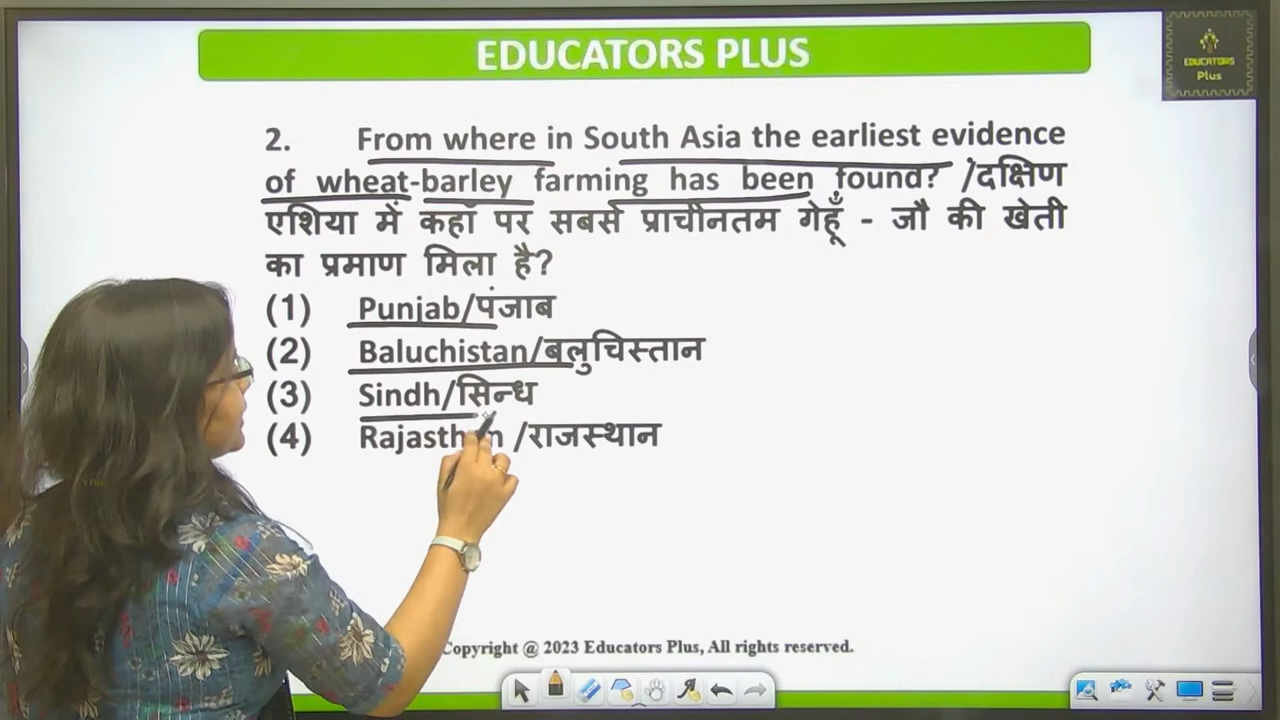 EDUCATORS PLUS
EDUCATORS
Plus
2. From where in South Asia the earliest evidence
of wheat-barley farming has been found? /दक्षिण
एशिया में कहाँ पर सबसे प्राचीनतम गेहूँ - जौ की खेती
का प्रमाण मिला है?
(1) Punjab/पंजाब
(2) Baluchistan/बलुचिस्तान
(3) Sindh/सिन्ध
(4) /राजस्थान
Copyright @ 2023 Educators Plus, All rights reserved.